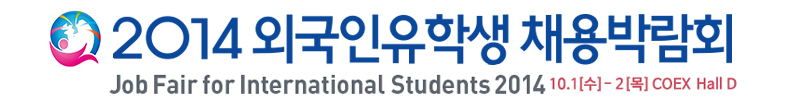 2014 외국인유학생 채용박람회
Job Fair for International Students 2014 10.1[수] - 2[목] COEX Hall D